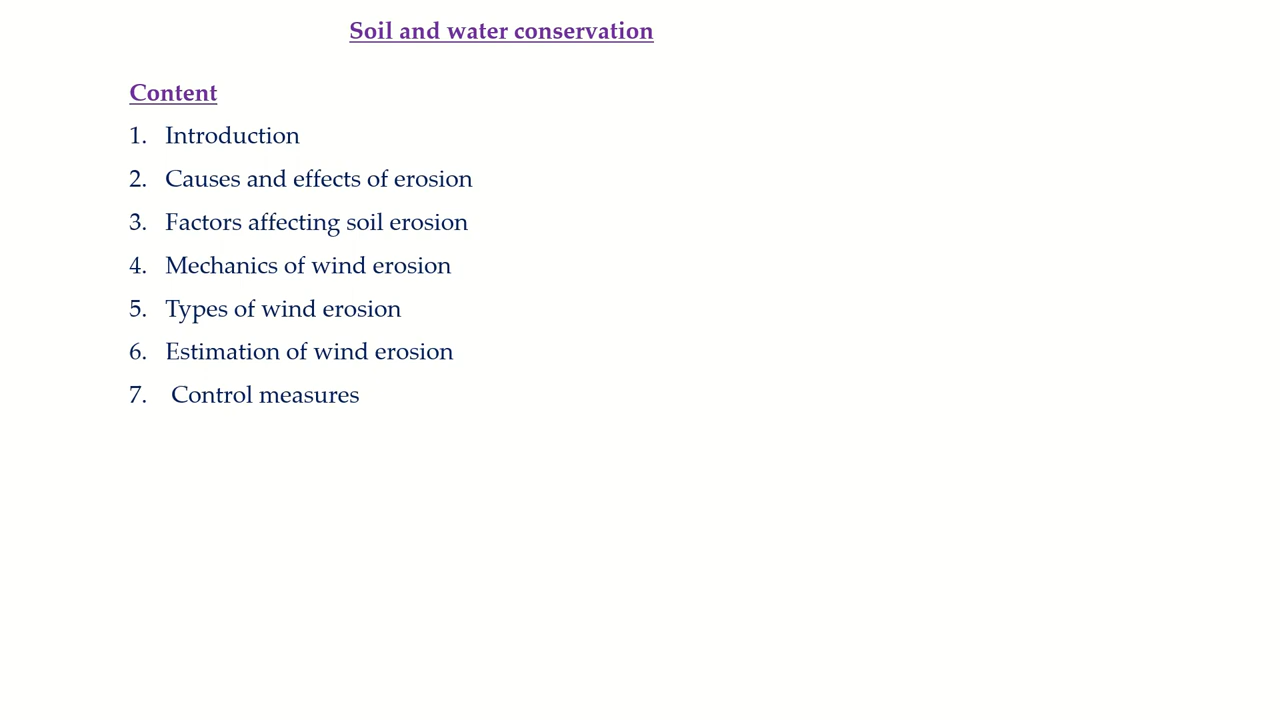 Soil and water conservation
Content
1. Introduction
2. Causes and effects of erosion
3. Factors affecting soil erosion
4. Mechanics of wind erosion
5. Types of wind erosion
6. Estimation of wind erosion
7. Control measures